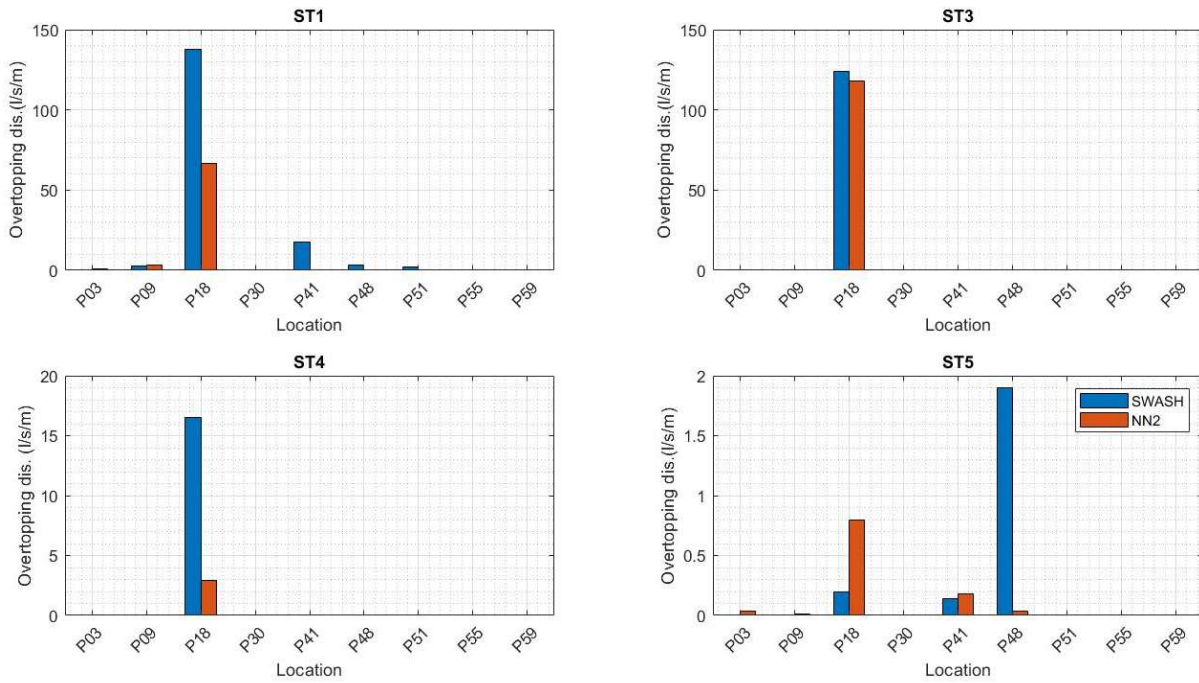 ST1
150
100
50
0
Overtopping dis.(l/s/m)
P03 P09 P18 P30 P41 P48 P51 P55 P59
Location
ST3
150
100
50
0
Overtopping dis.(l/s/m)
P03 P09 P18 P30 P41 P48 P51 P55 P59
Location
ST4
20
15
10
5
0
Overtopping dis. (l/s/m)
P03 P09 P18 P30 P41 P48 P51 P55 P59
Location
ST5
2
1.5
1
0.5
0
Overtopping dis.(l/s/m)
SWASH
NN2
P03 P09 P18 P30 P41 P48 P51 P55 P59
Location